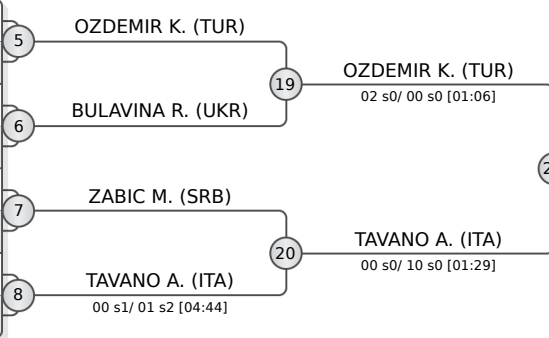 OZDEMIR K. (TUR)
5
19
OZDEMIR K. (TUR)
02 s0/ 00 s0 [01:06]
BULAVINA R. (UKR)
6
ZABIC M. (SRB)
7
20
TAVANO A. (ITA)
00 s0/ 10 s0 [01:29]
TAVANO A. (ITA)
8
00 s1/ 01 s2 [04:44]